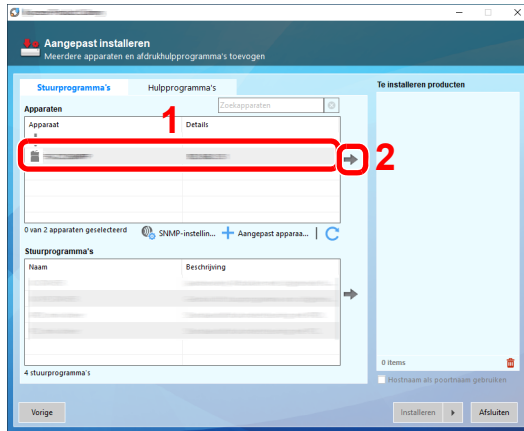 Aangepast installeren
Meerdere apparaten en afdrukhulpprogramma's toevogen
Stuurprogramma's
Hulpprogramma's
Te installeren producten
Apparaten
Zoekapparaten
1
Apparaat
Details
2
0 van 2 apparaten geselecteerd
SNMP-instellin...
Aangepast apparaa...
Stuurprogramma's
Naam
Beschrijving
4 stuurprogramma's
0 items
Hostnaam als poortnaam gebruiken
Vorige
Installeren
Afsluiten